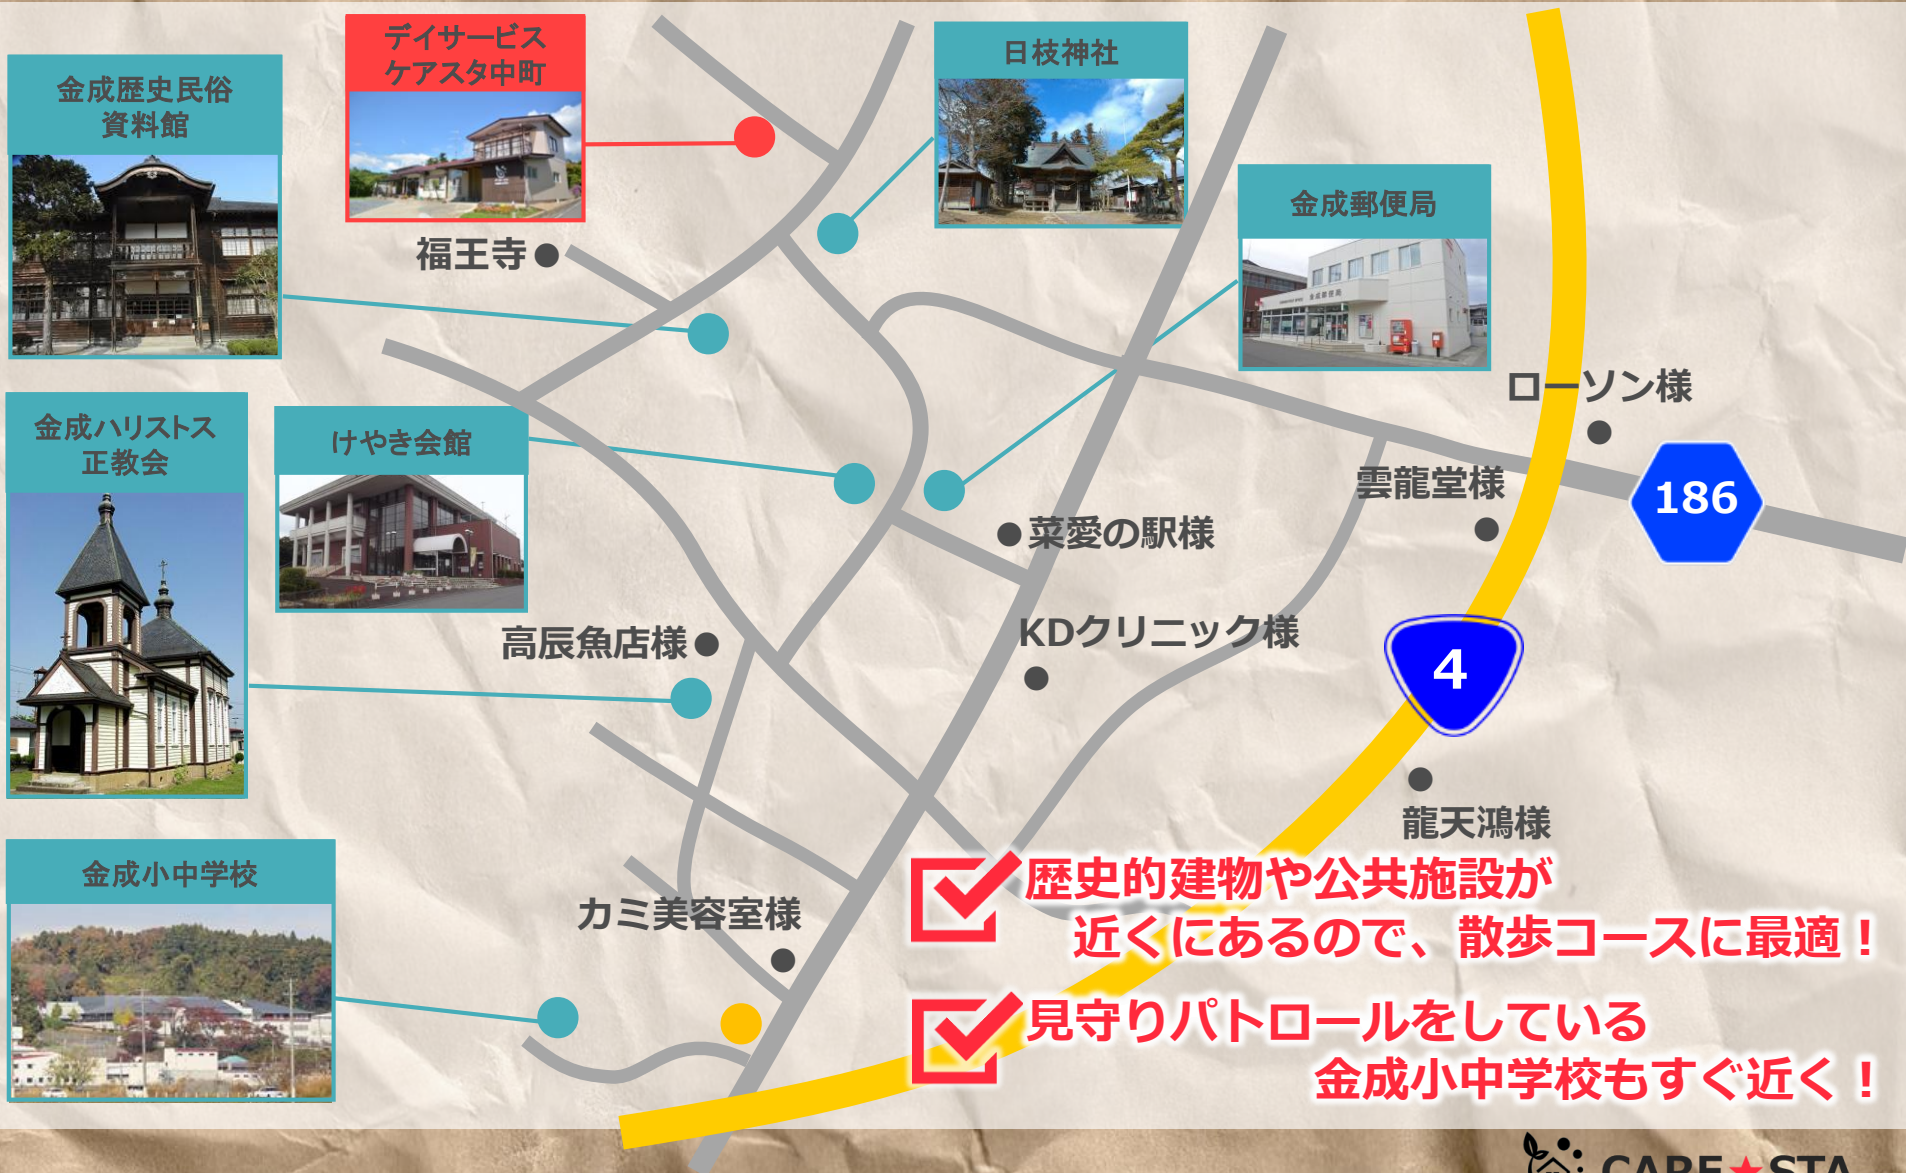 デイサービス
ケアスタ中町
日枝神社
金成歴史民俗
資料館
金成郵便局
金成郵便局
福王寺
ローソン様
金成ハリストス
正教会
けやき会館
雲龍堂様
186
菜愛の駅様
高辰魚店様
KDクリニック様
4
龍天鴻様
金成小中学校
カミ美容室様
歴史的建物や公共施設が
近くにあるので、散歩コースに最適！
見守りパトロールをしている
金成小中学校もすぐ近く！
CARE★STA